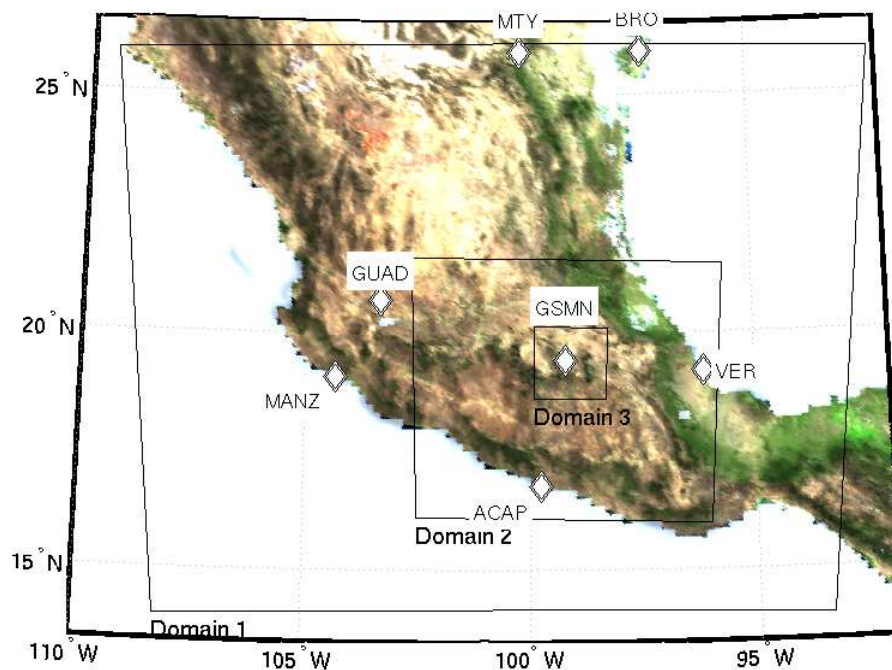 MTY
BRO
25°N
GUAD
GSMN
20°N
VER
MANZ
Domain 3
ACAP
Domain 2
15°N
Domain 1
110°W
105°W
100°W
95°W